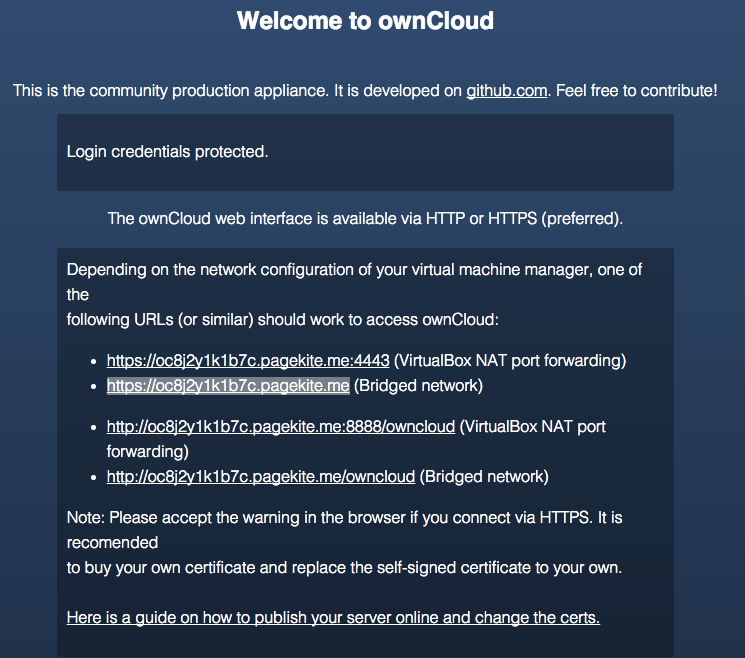 Welcome to ownCloud
This is the community production appliance. It is developed on github.com. Feel free to contribute!
Login credentials protected.
The ownCloud web interface is available via HTTP or HTTPS (preferred).
Depending on the network configuration of your virtual machine manager, one of
the
following URLs (or similar) should work to access ownCloud:
• https://oc8j2y1k1b7c.pagekite.me:4443 (VirtualBox NAT port forwarding)
• https://oc8j2y1k1b7c.pagekite.me (Bridged network)
• http://oc8j2y1k1b7c.pagekite.me:8888/owncloud (VirtualBox NAT port
forwarding)
• http://oc8j2y1k1b7c.pagekite.me/owncloud (Bridged network)
Note: Please accept the warning in the browser if you connect via HTTPS. It is
recomended
to buy your own certificate and replace the self-signed certificate to your own.
Here is a guide on how to publish your server online and change the certs.